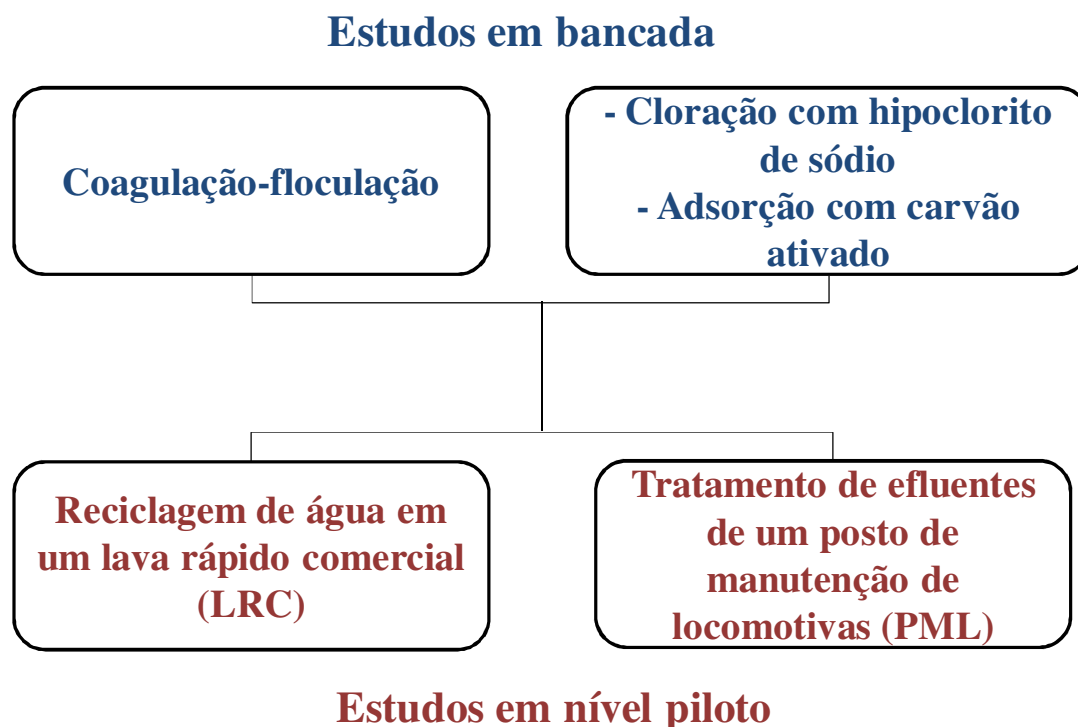 Estudos em bancada
Coagulação-floculação
- Cloração com hipoclorito
de sódio
- Adsorção com carvão
ativado
Reciclagem de água em
um lava rápido comercial
(LRC)
Tratamento de efluentes
de um posto de
manutenção de
locomotivas (PML)
Estudos em nível piloto